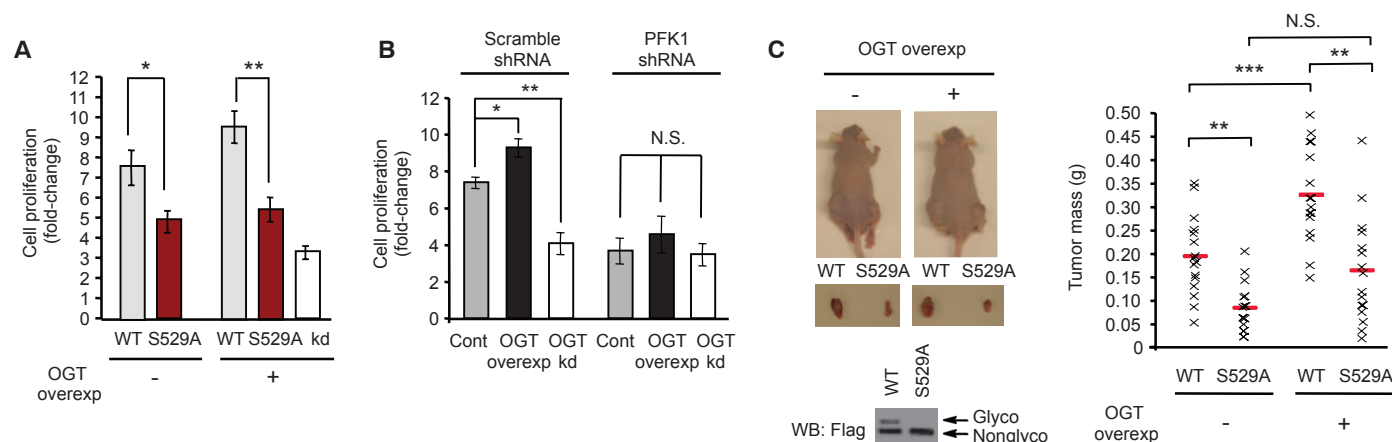 A
Cell proliferation
(fold-change)
12
11
10
9
8
7
6
5
4
3
2
1
0
*
**
WT S529A WT S529A kd
OGT
overexp
- +
B
Scramble
shRNA
PFK1
shRNA
Cell proliferation
(fold-change)
12
10
8
6
4
2
0
**
*
N.S.
Cont OGT OGT Cont OGT OGT
overexp kd overexp kd
C
OGT overexp
- +
WT S529A WT S529A
WT S529A
WB: Flag
Glyco
Nonglyco
N.S.
***
**
**
Tumor mass (g)
0.50
0.45
0.40
0.35
0.30
0.25
0.20
0.15
0.10
0.05
0.00
WT S529A WT S529A
OGT
overexp
- +